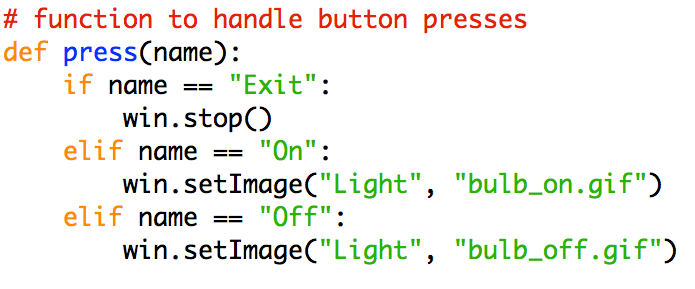 # function to handle button presses
def press(name):
    if name == "Exit":
        win.stop()
    elif name == "On":
        win.setImage("Light", "bulb_on.gif")
    elif name == "Off":
        win.setImage("Light", "bulb_off.gif")